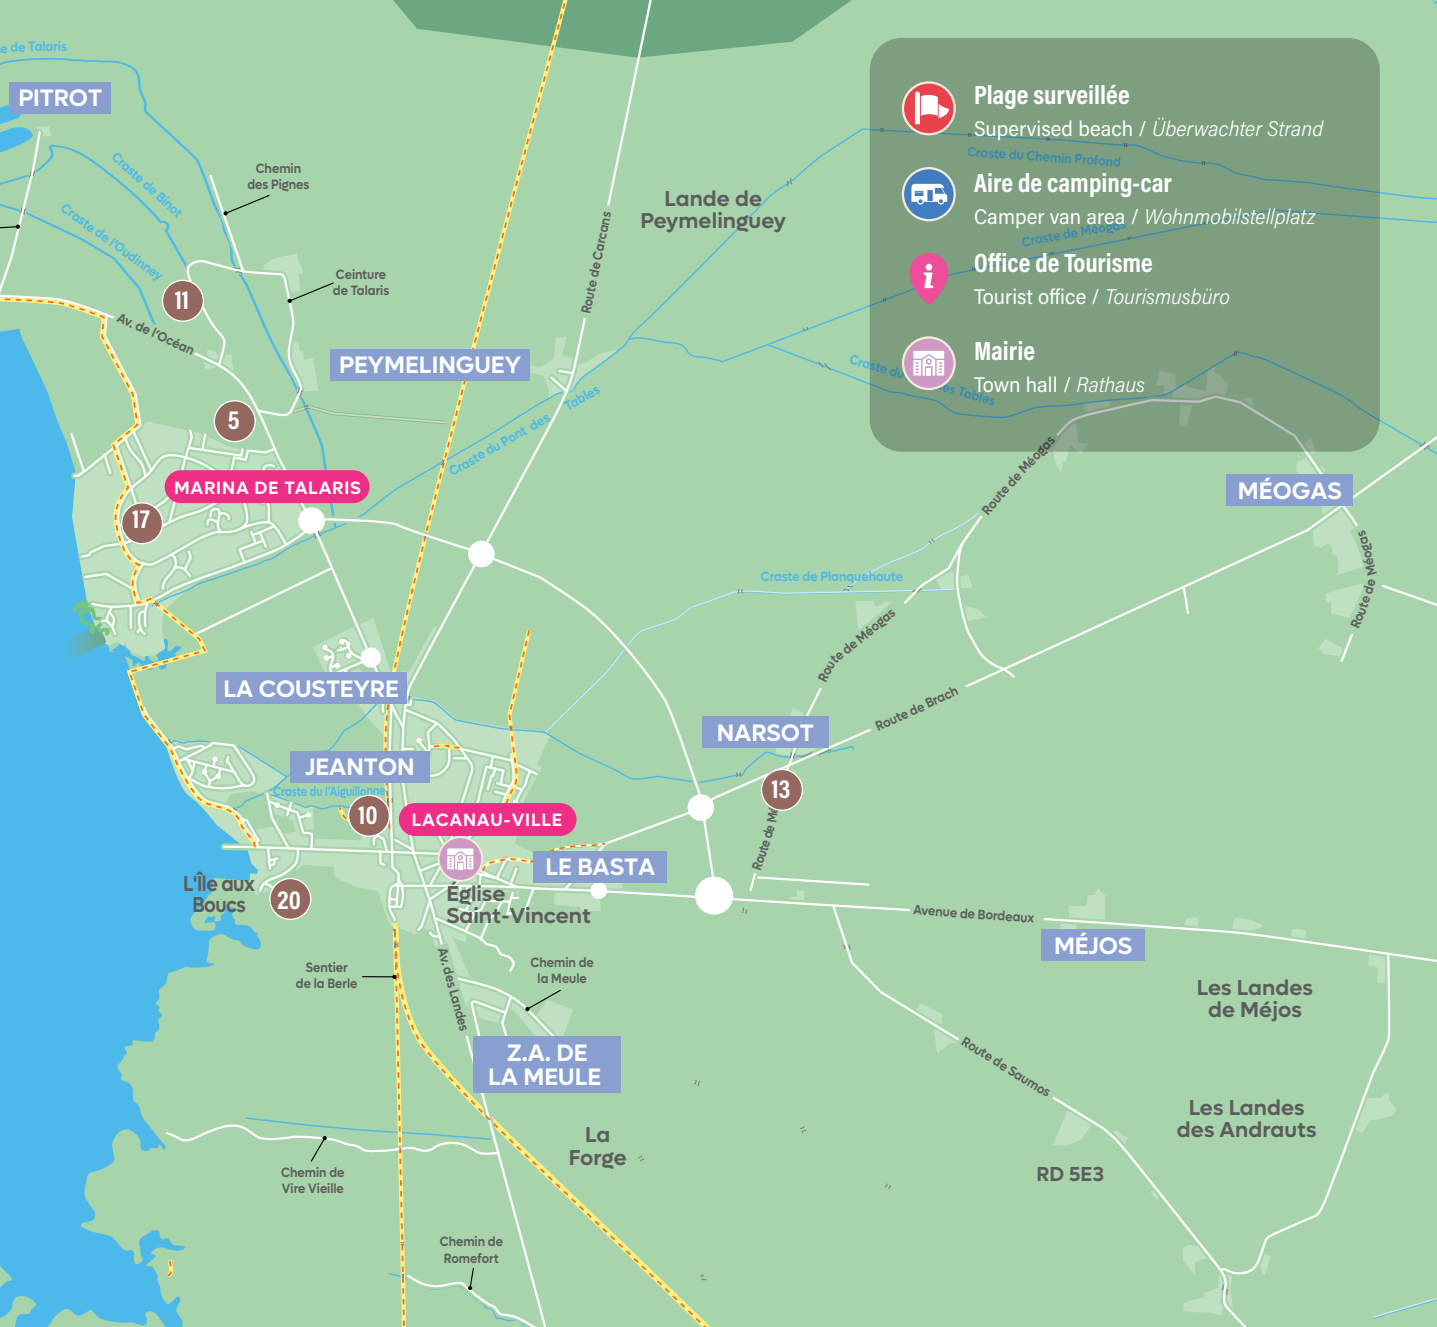 e de Talaris
PITROT
Craste de Binot
Craste de l'Oudinney
Chemin
des Pignes
Ceinture
de Talaris
11
Av. de l'Océan
5
PEYMELINGUEY
Route de Carcans
Lande de
Peymelinguey
Plage surveillée
Supervised beach / Überwachter Strand
Craste du Chemin Profond
Aire de camping-car
Camper van area / Wohnmobilstellplatz
Craste de Méogas
Office de Tourisme
Tourist office / Tourismusbüro
Mairie
Town hall / Rathaus
Craste du
es Tables
Craste du Pont des Tables
MARINA DE TALARIS
17
Route de Méogas
MÉOGAS
Route de Méogas
Craste de Planquehaute
Route de Méogas
LA COUSTEYRE
Route de Brach
NARSOT
13
Route de Mé
JEANTON
Craste du l'Aiguillonne
10
LACANAU-VILLE
LE BASTA
L'Île aux
Boucs
20
Église
Saint-Vincent
Avenue de Bordeaux
MÉJOS
Sentier
de la Berle
Av. des Landes
Chemin de
la Meule
Les Landes
de Méjos
Z.A. DE
LA MEULE
Route de Saumos
Les Landes
des Andrauts
La
Forge
RD 5E3
Chemin de
Vire Vieille
Chemin de
Romefort